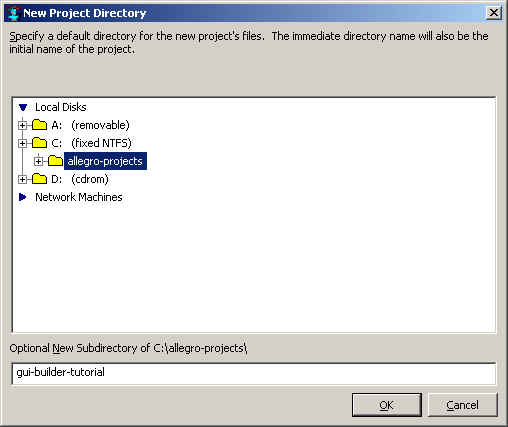 New Project Directory
Specify a default directory for the new project's files.  The immediate directory name will also be the
initial name of the project.
Local Disks
A:  (removable)
C:  (fixed NTFS)
allegro-projects
D:  (cdrom)
Network Machines
Optional New Subdirectory of C:\allegro-projects\
gui-builder-tutorial
OK
Cancel